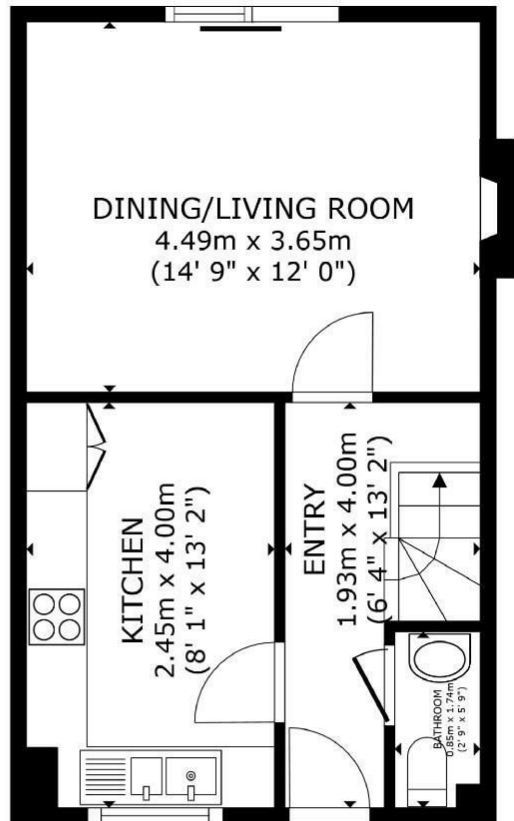 DINING/LIVING ROOM
4.49m x 3.65m
(14' 9" x 12' 0")
KITCHEN
2.45m x 4.00m
(8' 1" x 13' 2")
ENTRY
1.93m x 4.00m
(6' 4" x 13' 2")
BATHROOM
0.85m x 1.74m
(2' 9" x 5' 9")